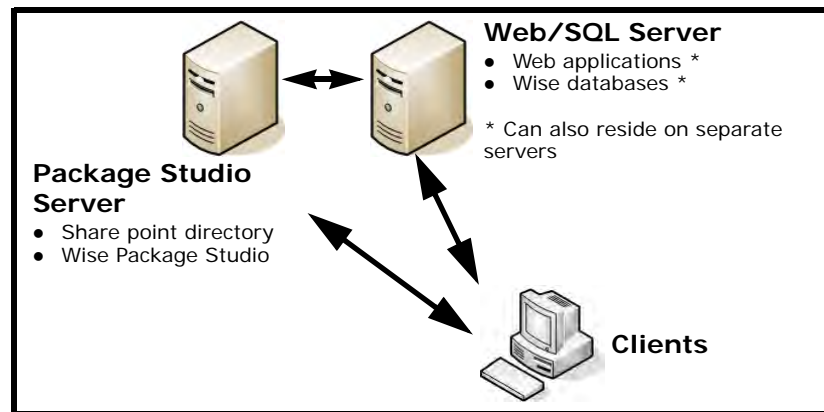 Web/SQL Server
● Web applications *
● Wise databases *
* Can also reside on separate
servers
Package Studio
Server
● Share point directory
● Wise Package Studio
Clients